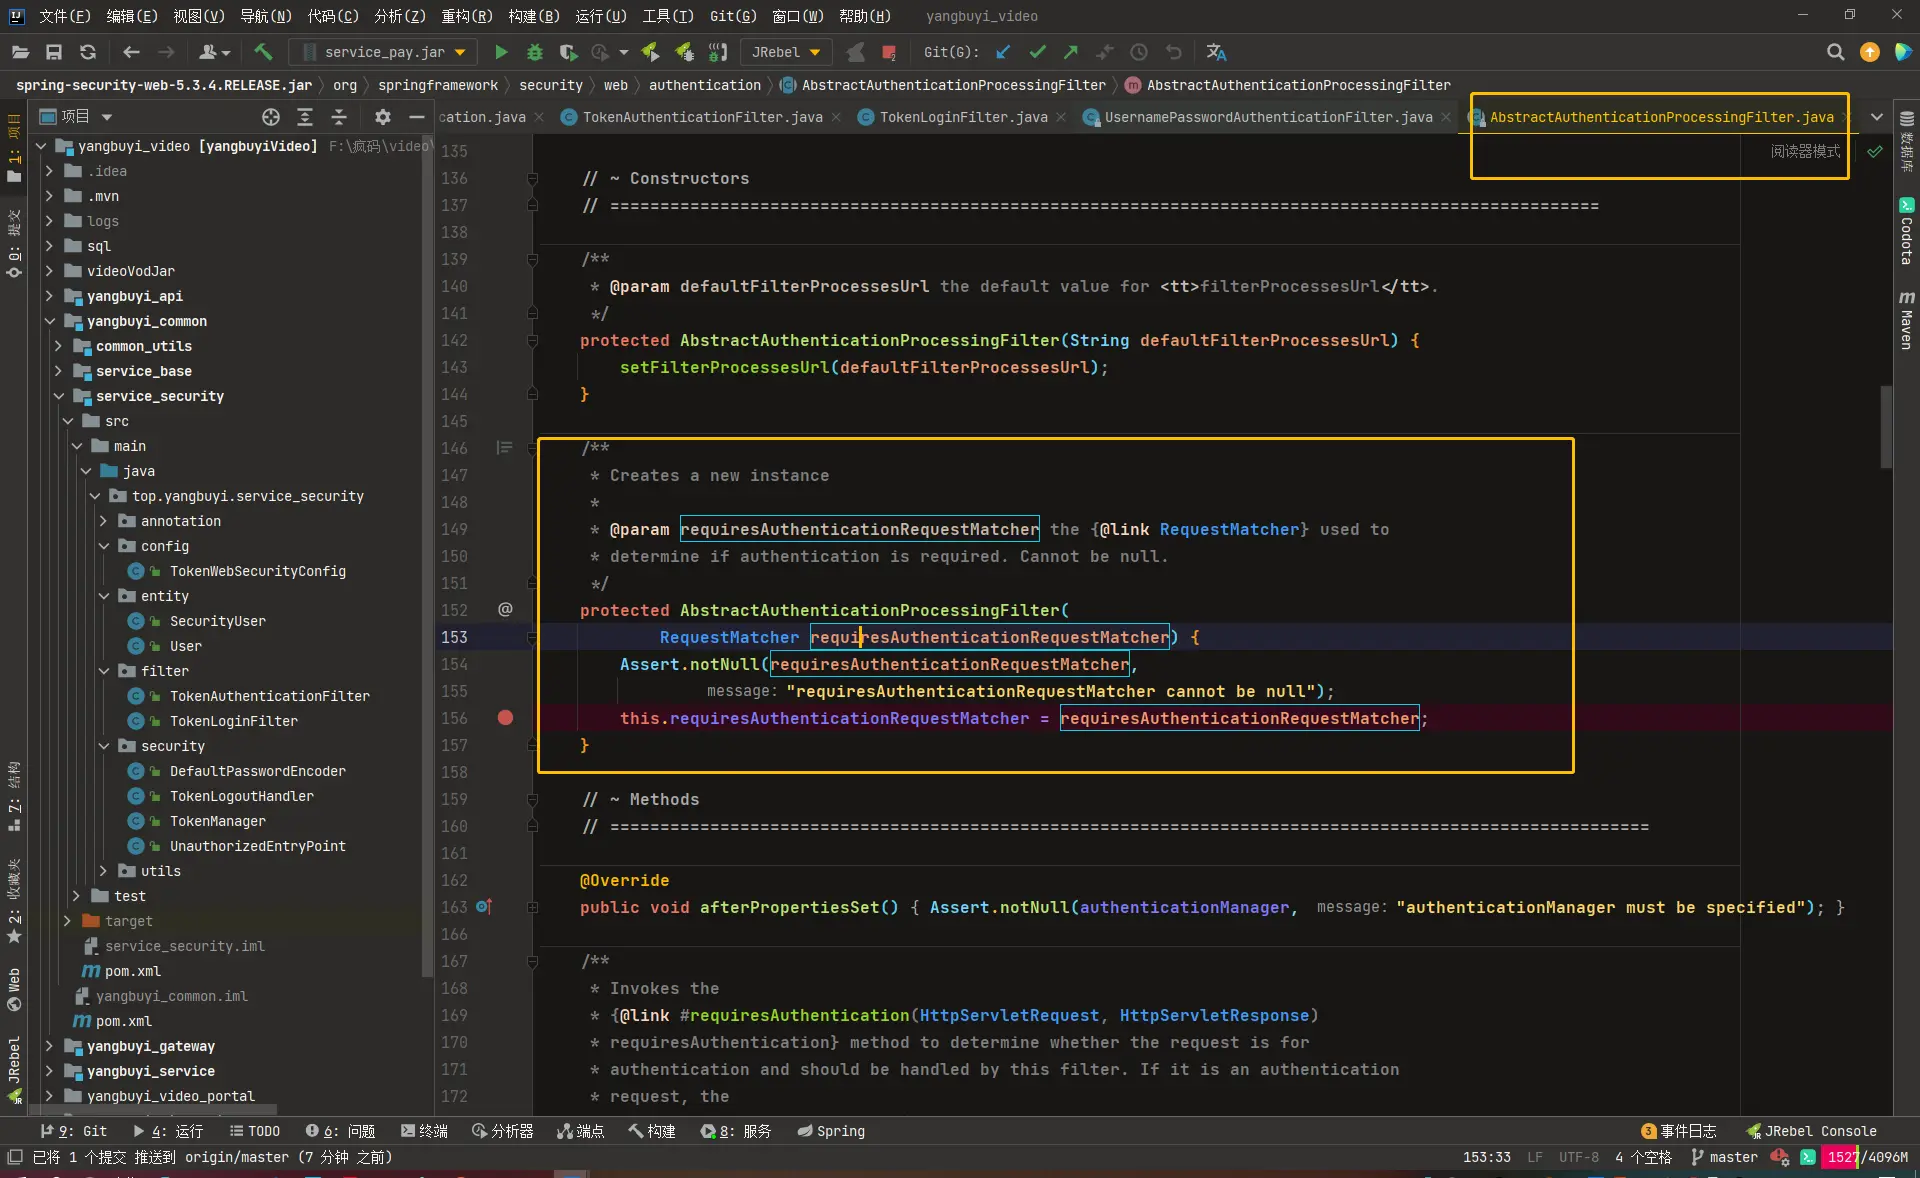 文件(F) 编辑(E) 视图(V) 导航(N) 代码(C) 分析(Z) 重构(R) 构建(B) 运行(U) 工具(T) Git(G) 窗口(W) 帮助(H) yangbuyi_video
service_pay.jar JRebel Git(G):
spring-security-web-5.3.4.RELEASE.jar org springframework security web authentication AbstractAuthenticationProcessingFilter AbstractAuthenticationProcessingFilter
项目
cation.java TokenAuthenticationFilter.java TokenLoginFilter.java UsernamePasswordAuthenticationFilter.java AbstractAuthenticationProcessingFilter.java
阅读器模式
1: 项目
0: 提交
7: 结构
2: 收藏夹
Web
JRebel
yangbuyi_video [yangbuyiVideo] F:\疯码\video
.idea
.mvn
logs
sql
videoVodJar
yangbuyi_api
yangbuyi_common
common_utils
service_base
service_security
src
main
java
top.yangbuyi.service_security
annotation
config
TokenWebSecurityConfig
entity
SecurityUser
User
filter
TokenAuthenticationFilter
TokenLoginFilter
security
DefaultPasswordEncoder
TokenLogoutHandler
TokenManager
UnauthorizedEntryPoint
utils
test
target
service_security.iml
pom.xml
yangbuyi_common.iml
pom.xml
yangbuyi_gateway
yangbuyi_service
yangbuyi_video_portal
135
136 // ~ Constructors
137 // ===================================================================================================
138
139 /**
140 * @param defaultFilterProcessesUrl the default value for <tt>filterProcessesUrl</tt>.
141 */
142 protected AbstractAuthenticationProcessingFilter(String defaultFilterProcessesUrl) {
143 setFilterProcessesUrl(defaultFilterProcessesUrl);
144 }
145
146 /**
147 * Creates a new instance
148 *
149 * @param requiresAuthenticationRequestMatcher the {@link RequestMatcher} used to
150 * determine if authentication is required. Cannot be null.
151 */
152 @ protected AbstractAuthenticationProcessingFilter(
153 RequestMatcher requiresAuthenticationRequestMatcher) {
154 Assert.notNull(requiresAuthenticationRequestMatcher,
155 message: "requiresAuthenticationRequestMatcher cannot be null");
156 this.requiresAuthenticationRequestMatcher = requiresAuthenticationRequestMatcher;
157 }
158
159 // ~ Methods
160 // ========================================================================================================
161
162 @Override
163 public void afterPropertiesSet() { Assert.notNull(authenticationManager, message: "authenticationManager must be specified"); }
166
167 /**
168 * Invokes the
169 * {@link #requiresAuthentication(HttpServletRequest, HttpServletResponse)
170 * requiresAuthentication} method to determine whether the request is for
171 * authentication and should be handled by this filter. If it is an authentication
172 * request, the
数据库
Codota
Maven
9: Git 4: 运行 TODO 6: 问题 终端 分析器 端点 构建 8: 服务 Spring 3 事件日志 JRebel Console
已将 1 个提交 推送到 origin/master (7 分钟 之前) 153:33 LF UTF-8 4 个空格 master 1527/4096M